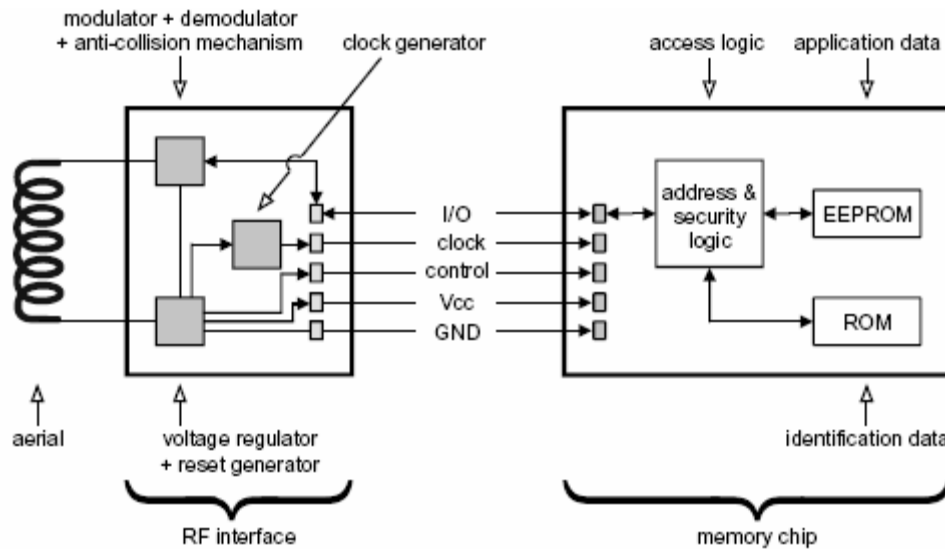 modulator + demodulator
+ anti-collision mechanism
clock generator
access logic
application data
I/O
clock
control
Vcc
GND
address &
security
logic
EEPROM
ROM
aerial
voltage regulator
+ reset generator
identification data
RF interface
memory chip